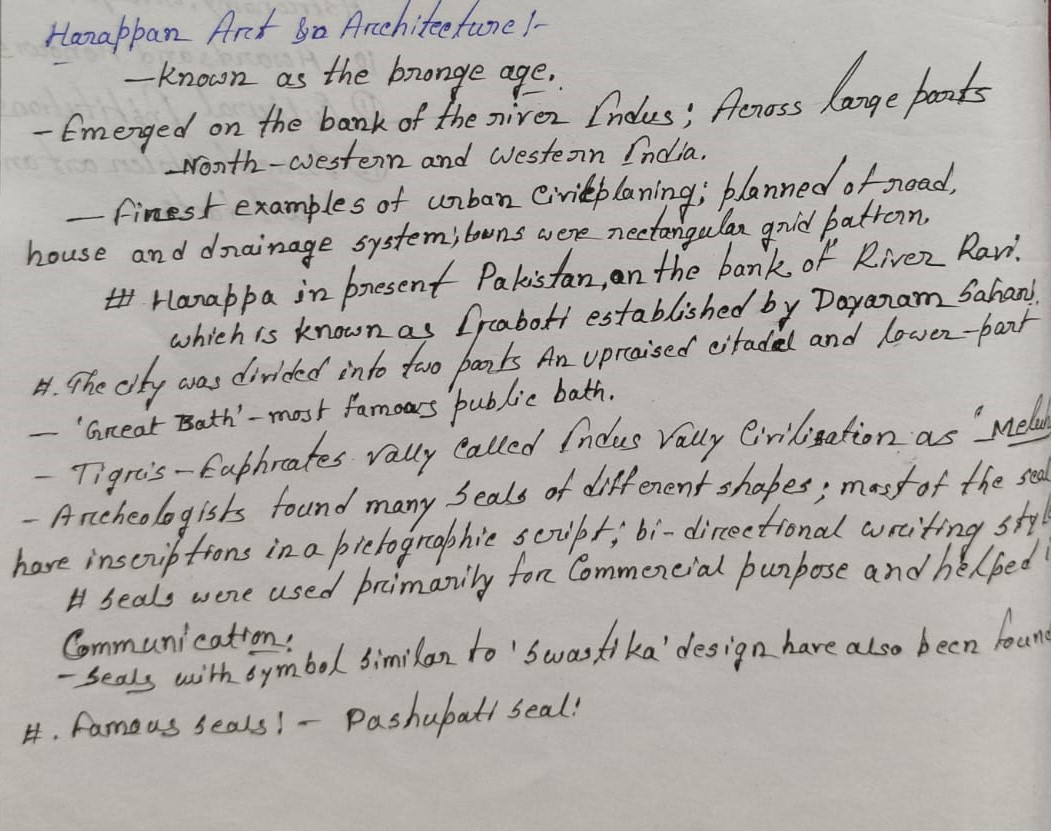 Harappan Art &n Architecture!-
- Known as the bronge age.
- Emerged on the bank of the river Indus; Across large parts
North-western and Western India.
- finest examples of urban Civikplaning; planned of road,
house and drainage system; were rectangular grid pattern.
# Harappa in present Pakistan, on the bank of River Ravi.
which is known as established by Dayaram Sahani.
#. The city was divided into two parts An upraised citadel and lower-part
- 'Great Bath' - most famoars public bath.
- Tigris - Euphrates vally Called Indus Vally Civilization as "Meluh
- Archeologists found many seals of different shapes; most of the seal
have inscriptions in a pictographic script; bi-directional writing styl
# seals were used primarily for Commercial purpose and helped i
Communication:
- Seals with symbol similar to 'swastika' design have also been foun
#. famous seals! - Pashupati seal!